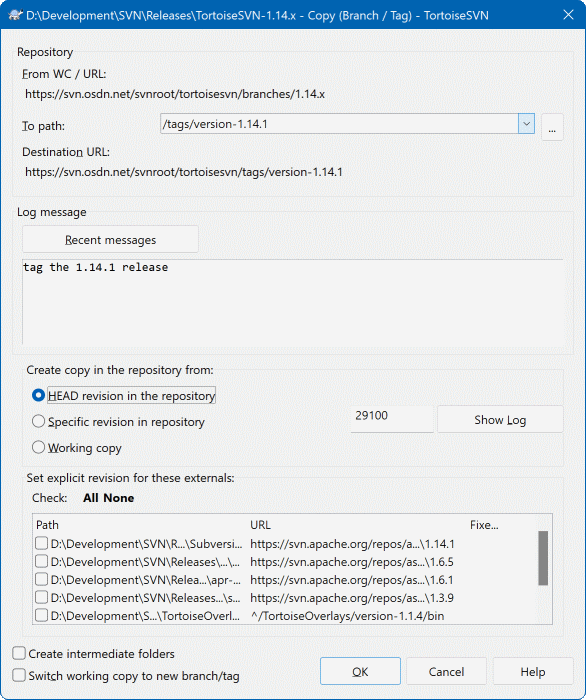 D:\Development\SVN\Releases\TortoiseSVN-1.14.x - Copy (Branch / Tag) - TortoiseSVN
Repository
From WC / URL:
https://svn.osdn.net/svnroot/tortoisesvn/branches/1.14.x
To path:
/tags/version-1.14.1
...
Destination URL:
https://svn.osdn.net/svnroot/tortoisesvn/tags/version-1.14.1
Log message
Recent messages
tag the 1.14.1 release
Create copy in the repository from:
HEAD revision in the repository
Specific revision in repository
29100
Show Log
Working copy
Set explicit revision for these externals:
Check: All None
Path URL Fixe...
D:\Development\SVN\R...\Subversi... https://svn.apache.org/repos/a...\1.14.1
D:\Development\SVN\Releases\...\... https://svn.apache.org/repos/as...\1.6.5
D:\Development\SVN\Relea...\apr-... https://svn.apache.org/repos/as...\1.6.1
D:\Development\SVN\Releases...\s... https://svn.apache.org/repos/as...\1.3.9
D:\Development\S...\TortoiseOverl... ^/TortoiseOverlays/version-1.1.4/bin
Create intermediate folders
Switch working copy to new branch/tag
OK
Cancel
Help